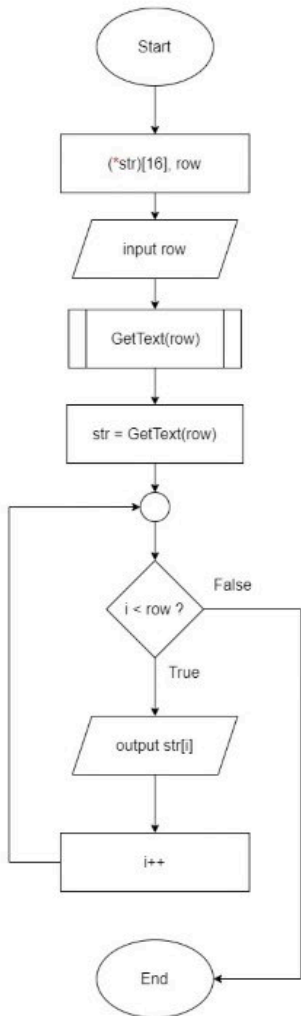 Start
(*str)[16], row
input row
GetText(row)
str = GetText(row)
i < row ?
False
True
output str[i]
i++
End